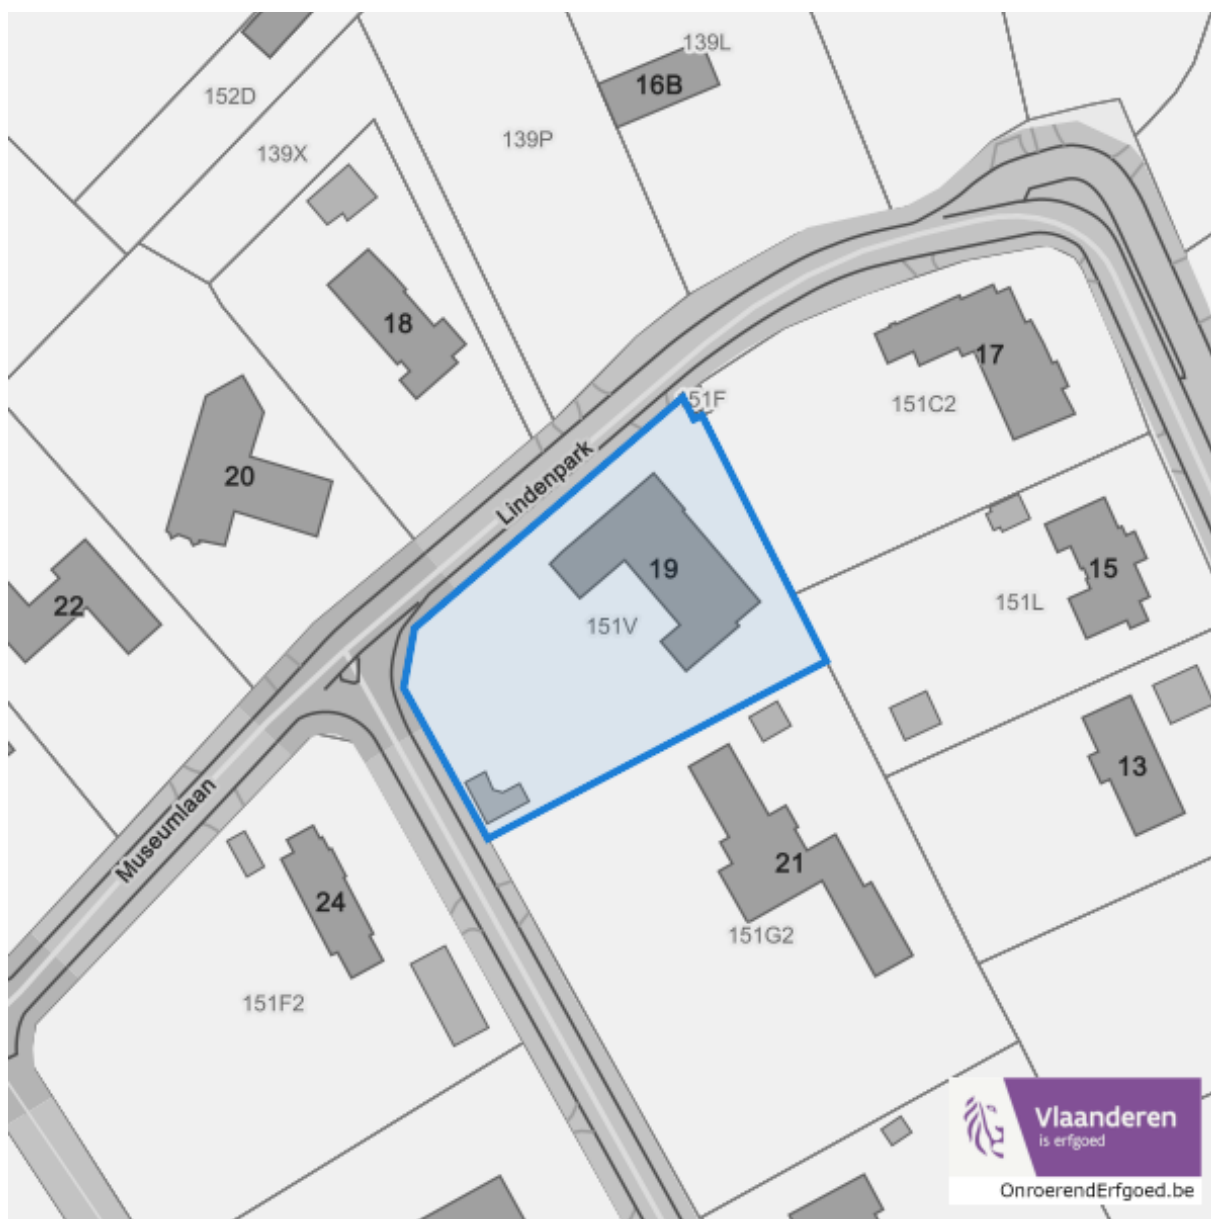 139L
16B
152D
139P
139X
18
17
151F
151C2
Lindenpark
20
19
15
22
151L
151V
13
Museumlaan
21
24
151G2
151F2
Vlaanderen
is erfgoed
OnroerendErfgoed.be